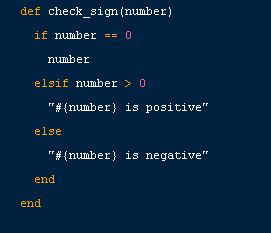 def check_sign(number)
  if number == 0
    number
  elsif number > 0
    "#{number} is positive"
  else
    "#{number} is negative"
  end
end